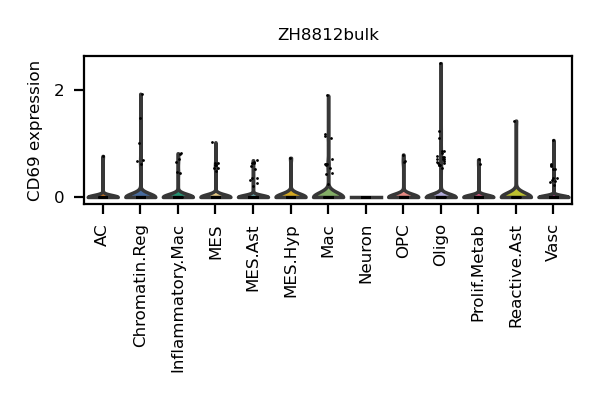 ZH8812bulk
CD69 expression
2
0
AC
Chromatin.Reg
Inflammatory.Mac
MES
MES.Ast
MES.Hyp
Mac
Neuron
OPC
Oligo
Prolif.Metab
Reactive.Ast
Vasc